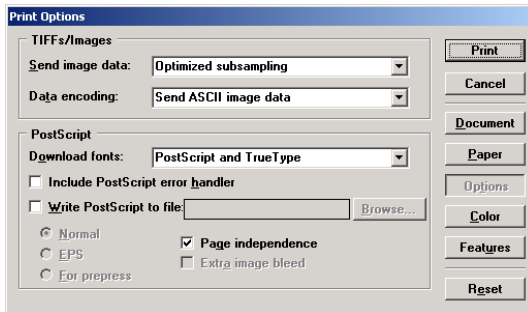 Print Options
TIFFs/Images
Send image data: Optimized subsampling
Data encoding: Send ASCII image data
PostScript
Download fonts: PostScript and TrueType
Include PostScript error handler
Write PostScript to file: Browse...
Normal
EPS
For prepress
Page independence
Extra image bleed
Print
Cancel
Document
Paper
Options
Color
Features
Reset